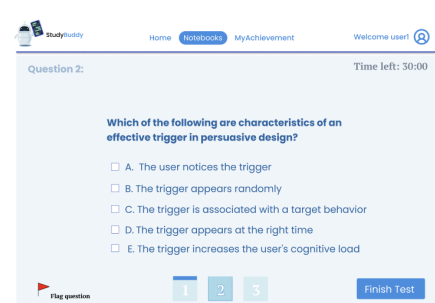 StudyBuddy Home Notebooks MyAchievement Welcome user1
Question 2: Time left: 30:00
Which of the following are characteristics of an
effective trigger in persuasive design?
A. The user notices the trigger
B. The trigger appears randomly
C. The trigger is associated with a target behavior
D. The trigger appears at the right time
E. The trigger increases the user's cognitive load
Flag question 1 2 3 Finish Test